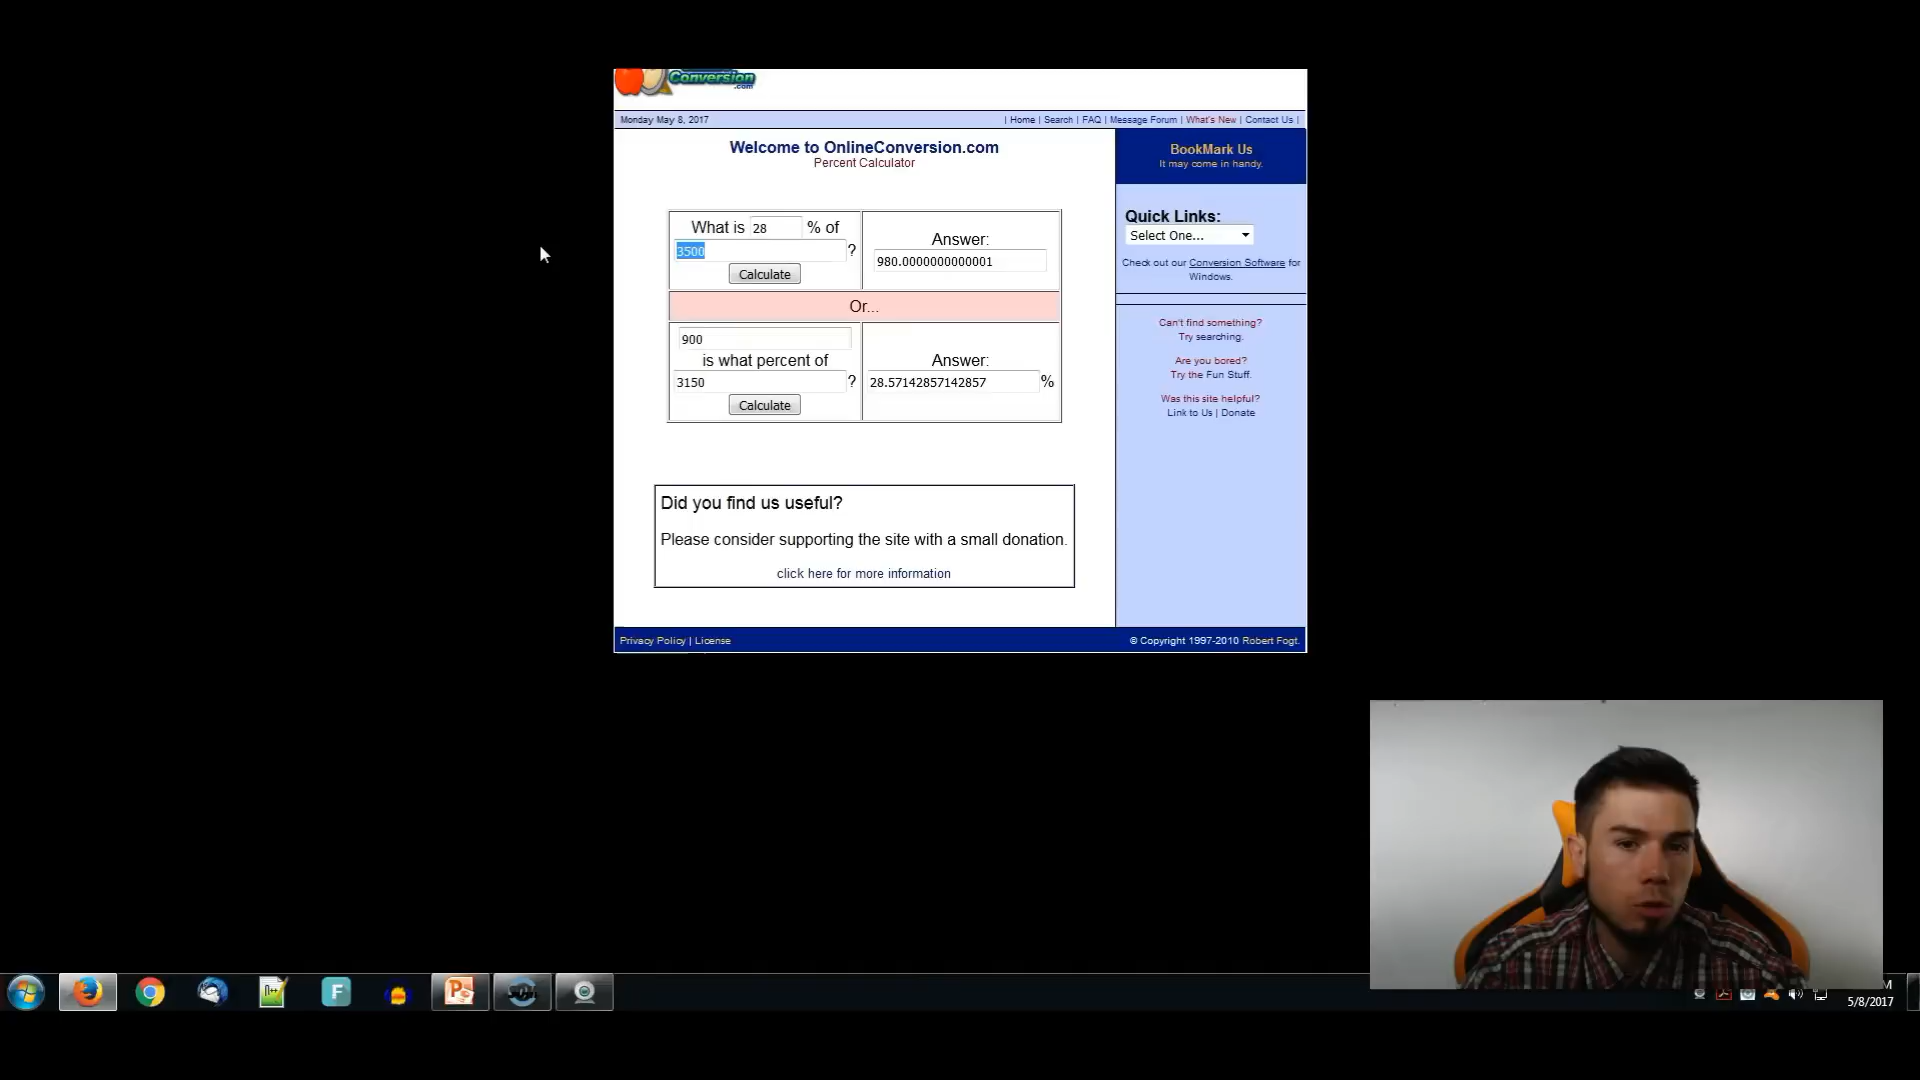 Conversion
.com
Monday May 8, 2017
| Home | Search | FAQ | Message Forum | What's New | Contact Us |
Welcome to OnlineConversion.com
Percent Calculator
What is 28 % of
3500 ?
Calculate
Answer:
980.0000000000001
Or...
900
is what percent of
3150 ?
Calculate
Answer:
28.57142857142857 %
Did you find us useful?
Please consider supporting the site with a small donation.
click here for more information
BookMark Us
It may come in handy.
Quick Links:
Select One...
Check out our Conversion Software for
Windows.
Can't find something?
Try searching.
Are you bored?
Try the Fun Stuff.
Was this site helpful?
Link to Us | Donate
Privacy Policy | License
© Copyright 1997-2010 Robert Fogt.
F
M
5/8/2017